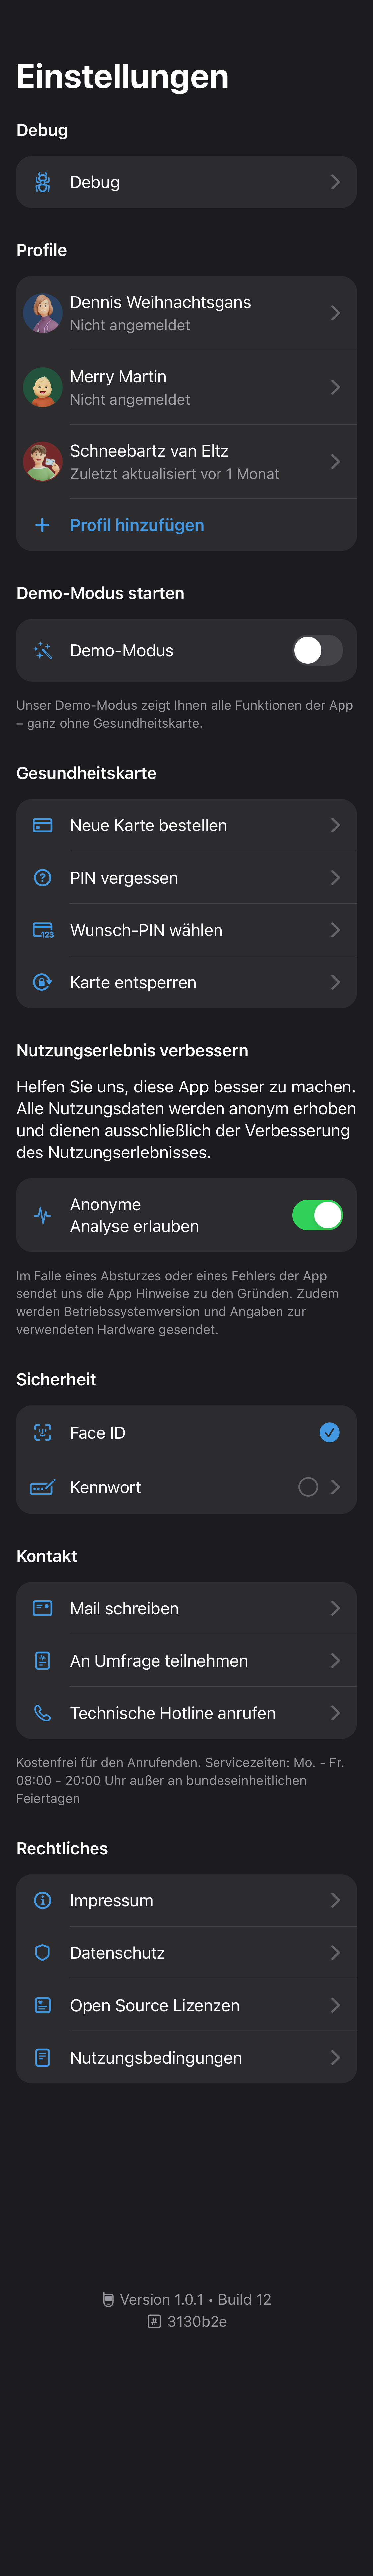 Einstellungen
Debug
Debug
Profile
Dennis Weihnachtsgans
Nicht angemeldet
Merry Martin
Nicht angemeldet
Schneebartz van Eltz
Zuletzt aktualisiert vor 1 Monat
Profil hinzufügen
Demo-Modus starten
Demo-Modus
Unser Demo-Modus zeigt Ihnen alle Funktionen der App
– ganz ohne Gesundheitskarte.
Gesundheitskarte
Neue Karte bestellen
PIN vergessen
Wunsch-PIN wählen
Karte entsperren
Nutzungserlebnis verbessern
Helfen Sie uns, diese App besser zu machen.
Alle Nutzungsdaten werden anonym erhoben
und dienen ausschließlich der Verbesserung
des Nutzungserlebnisses.
Anonyme
Analyse erlauben
Im Falle eines Absturzes oder eines Fehlers der App
sendet uns die App Hinweise zu den Gründen. Zudem
werden Betriebssystemversion und Angaben zur
verwendeten Hardware gesendet.
Sicherheit
Face ID
Kennwort
Kontakt
Mail schreiben
An Umfrage teilnehmen
Technische Hotline anrufen
Kostenfrei für den Anrufenden. Servicezeiten: Mo. - Fr.
08:00 - 20:00 Uhr außer an bundeseinheitlichen
Feiertagen
Rechtliches
Impressum
Datenschutz
Open Source Lizenzen
Nutzungsbedingungen
Version 1.0.1 • Build 12
# 3130b2e